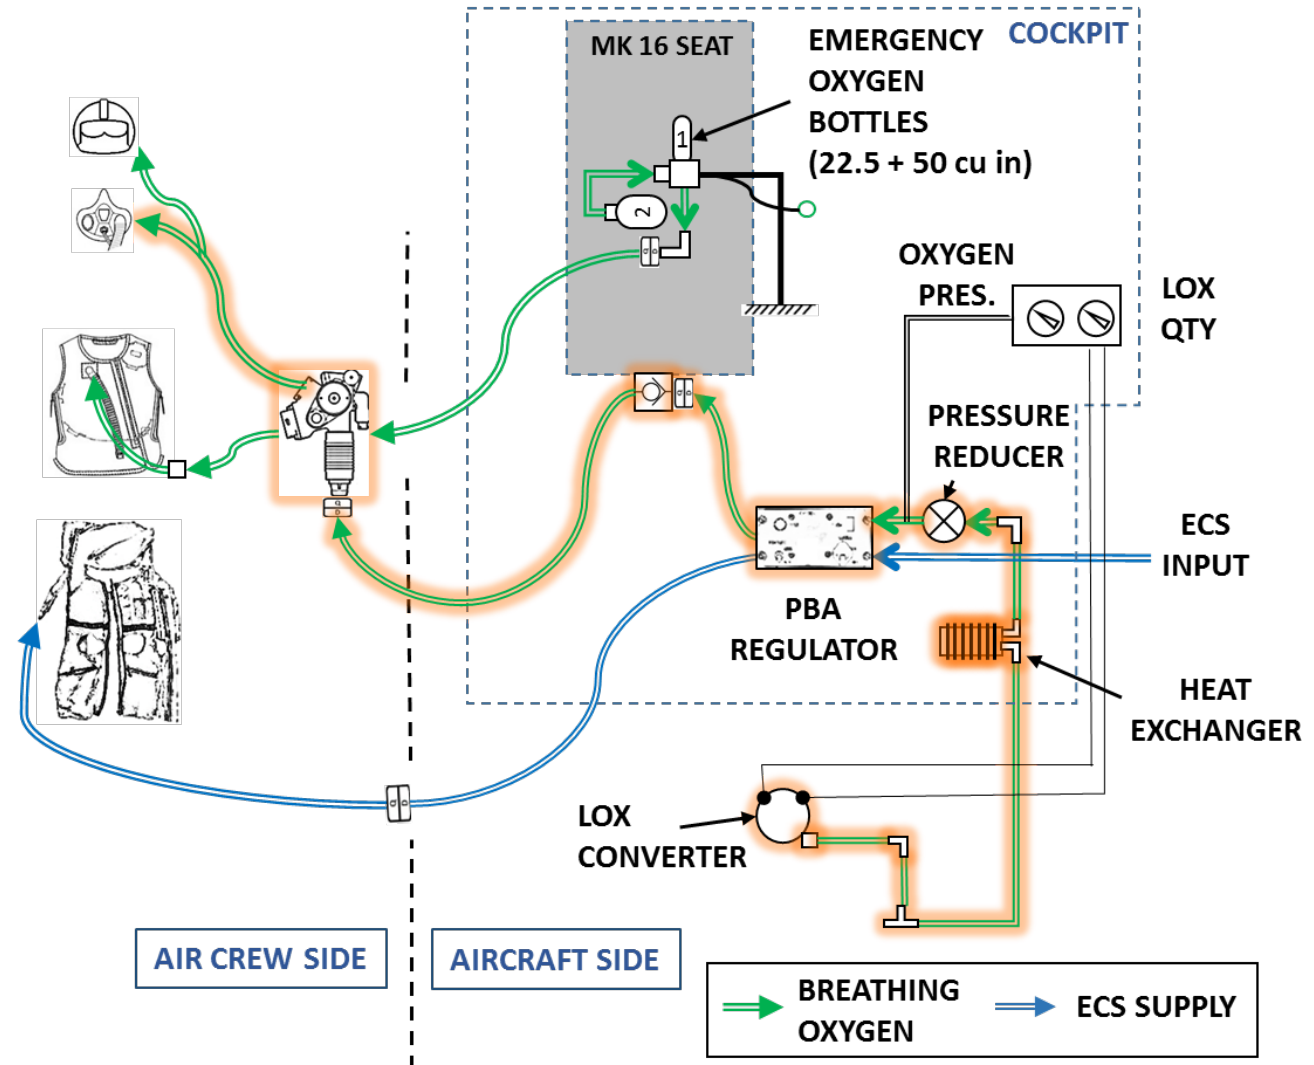 COCKPIT
MK 16 SEAT
EMERGENCY
OXYGEN
BOTTLES
(22.5 + 50 cu in)
1
2
OXYGEN
PRES.
LOX
QTY
PRESSURE
REDUCER
ECS
INPUT
PBA
REGULATOR
HEAT
EXCHANGER
LOX
CONVERTER
AIR CREW SIDE
AIRCRAFT SIDE
BREATHING
OXYGEN
ECS SUPPLY